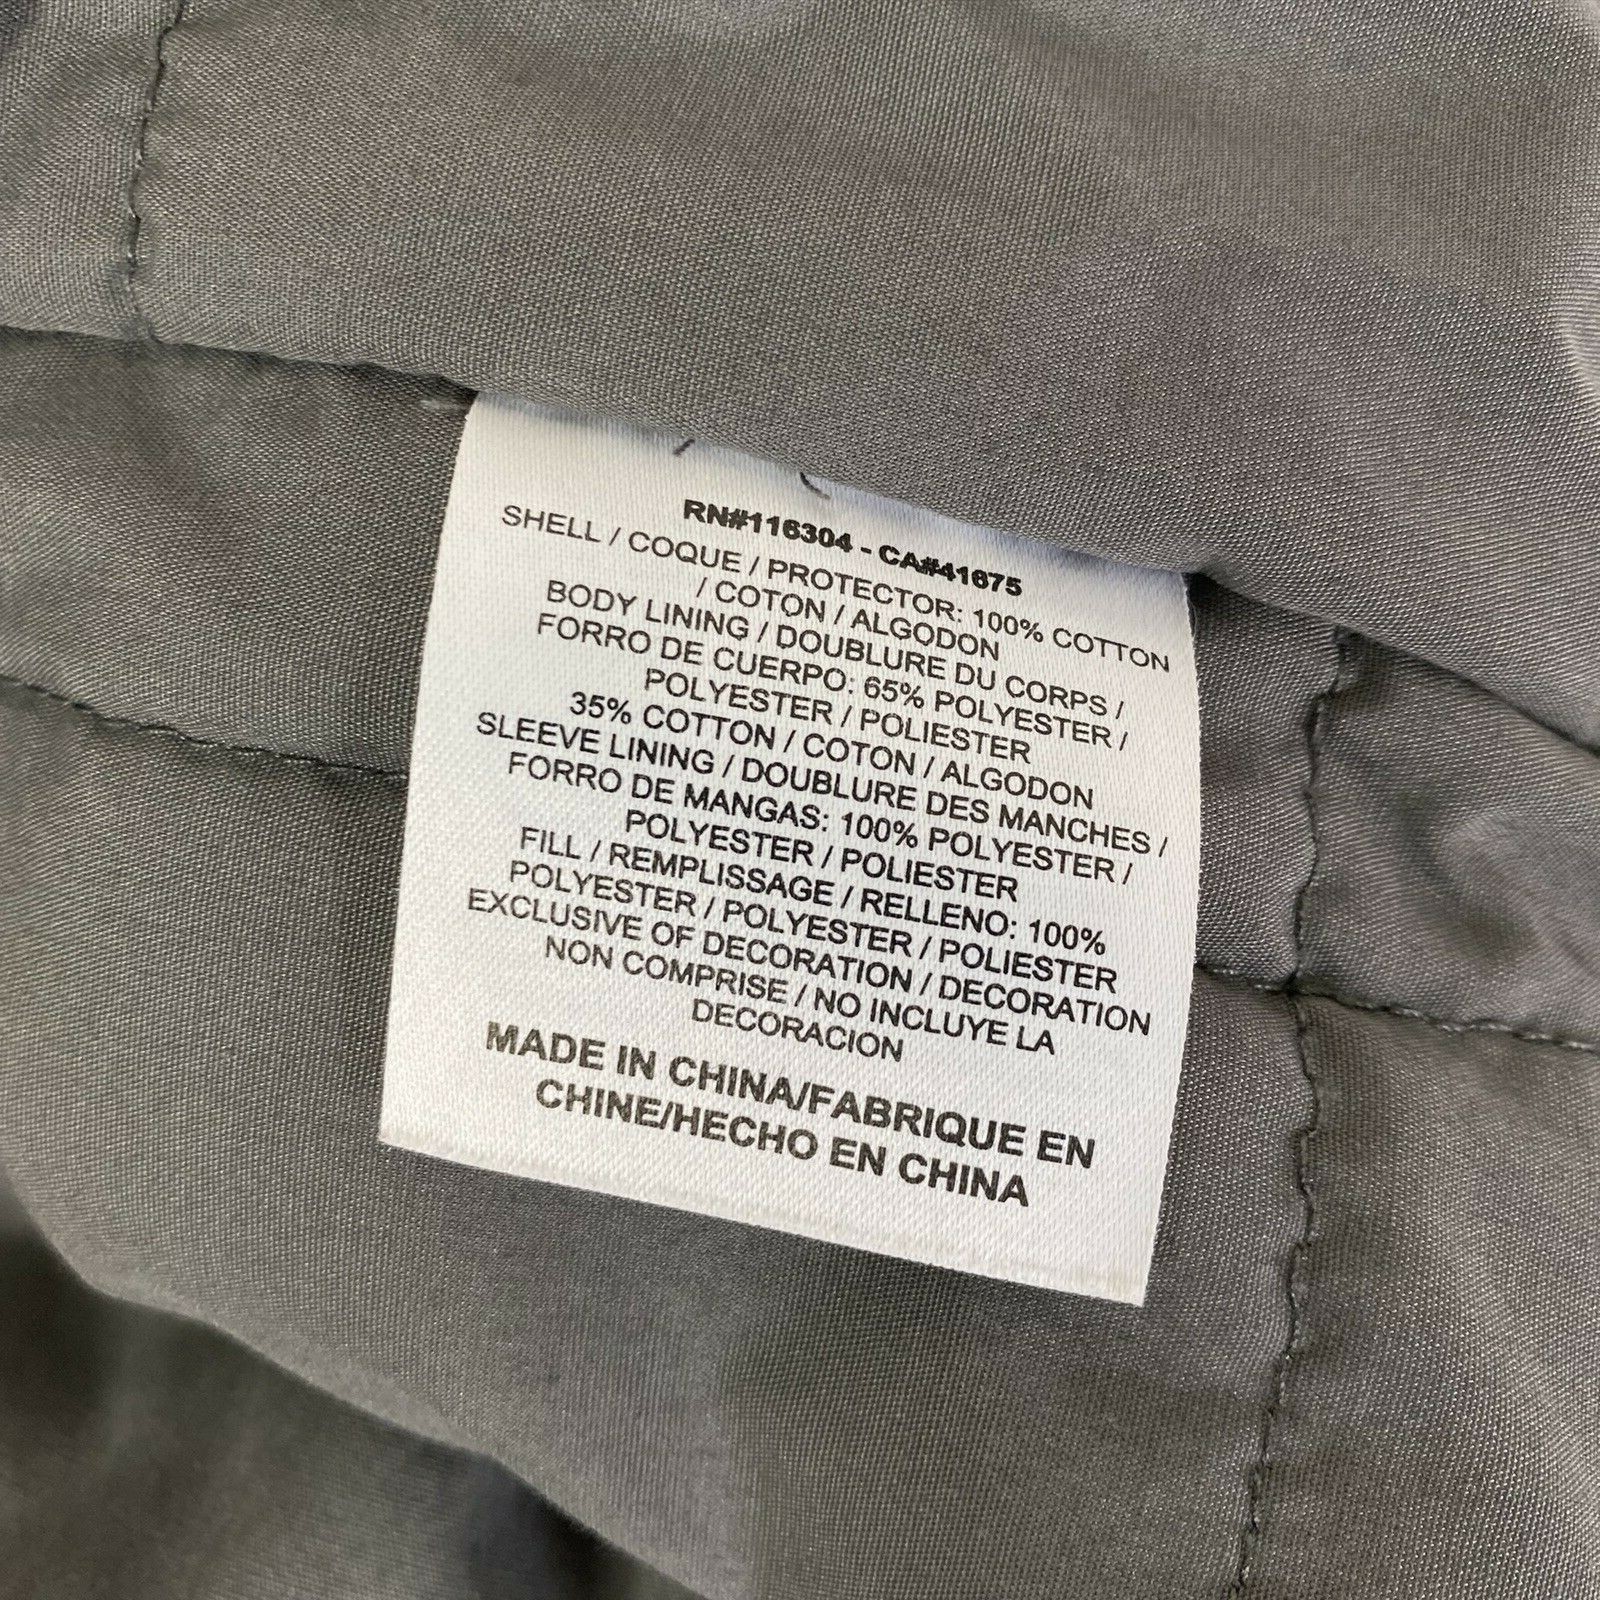 RN#116304 - CA#41675
SHELL / COQUE / PROTECTOR: 100% COTTON
/ COTON / ALGODON
BODY LINING / DOUBLURE DU CORPS /
FORRO DE CUERPO: 65% POLYESTER /
POLYESTER / POLIESTER
35% COTTON / COTON / ALGODON
SLEEVE LINING / DOUBLURE DES MANCHES /
FORRO DE MANGAS: 100% POLYESTER /
POLYESTER / POLIESTER
FILL / REMPLISSAGE / RELLENO: 100%
POLYESTER / POLYESTER / POLIESTER
EXCLUSIVE OF DECORATION / DECORATION
NON COMPRISE / NO INCLUYE LA
DECORACION
MADE IN CHINA/FABRIQUE EN
CHINE/HECHO EN CHINA